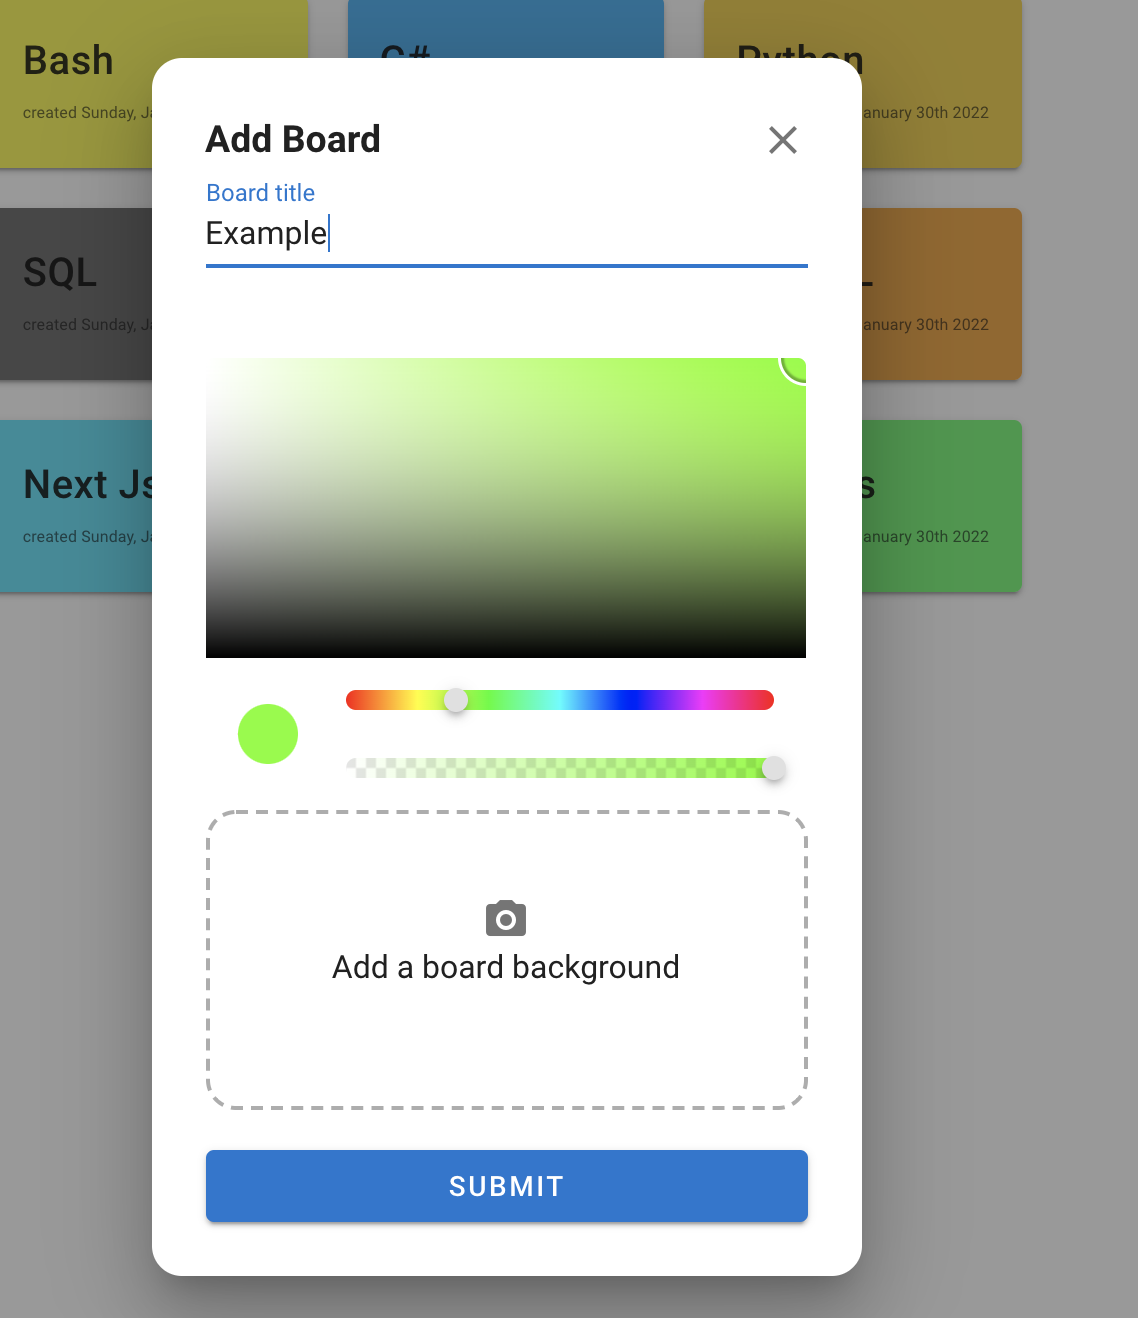 Bash
created Sunday,
anuary 30th 2022
Add Board
Board title
Example
SQL
created Sunday,
anuary 30th 2022
Next Js
created Sunday,
anuary 30th 2022
Add a board background
SUBMIT